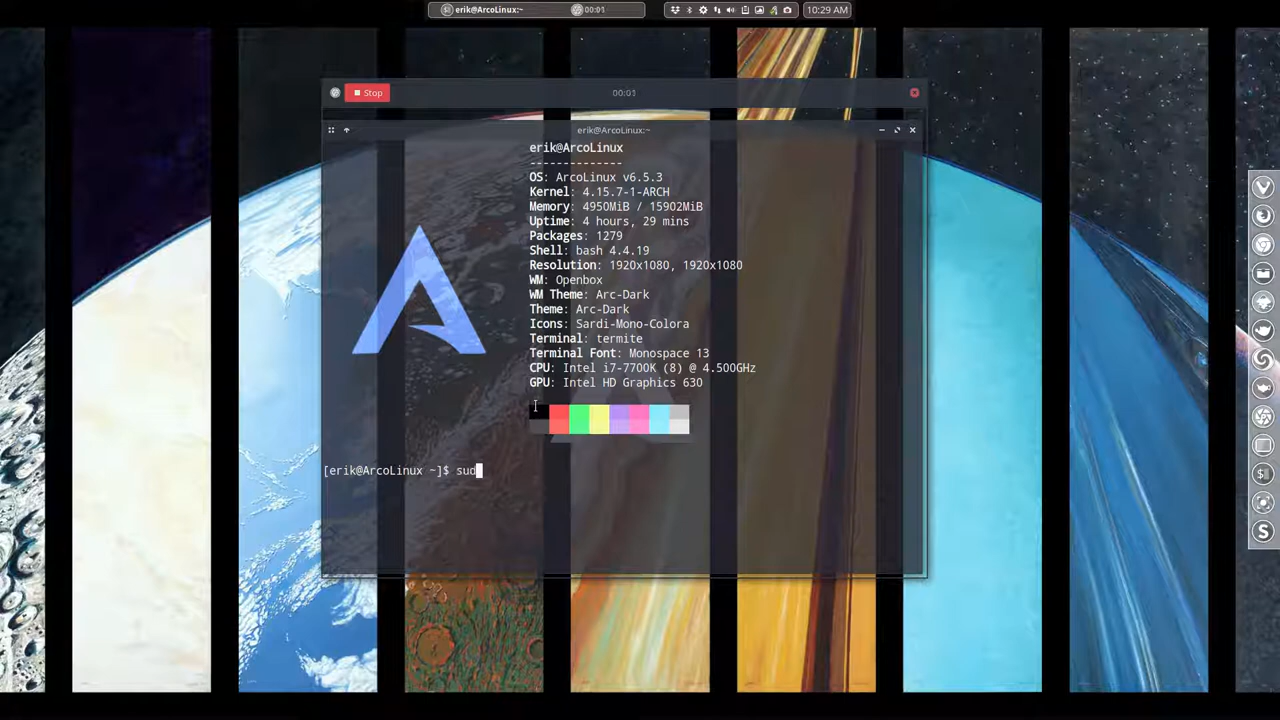 erik@ArcoLinux:~ 00:01 10:29 AM
Stop 00:01
erik@ArcoLinux:~
erik@ArcoLinux
--------------
OS: ArcoLinux v6.5.3
Kernel: 4.15.7-1-ARCH
Memory: 4950MiB / 15902MiB
Uptime: 4 hours, 29 mins
Packages: 1279
Shell: bash 4.4.19
Resolution: 1920x1080, 1920x1080
WM: Openbox
WM Theme: Arc-Dark
Theme: Arc-Dark
Icons: Sardi-Mono-Colora
Terminal: termite
Terminal Font: Monospace 13
CPU: Intel i7-7700K (8) @ 4.500GHz
GPU: Intel HD Graphics 630
[erik@ArcoLinux ~]$ sud